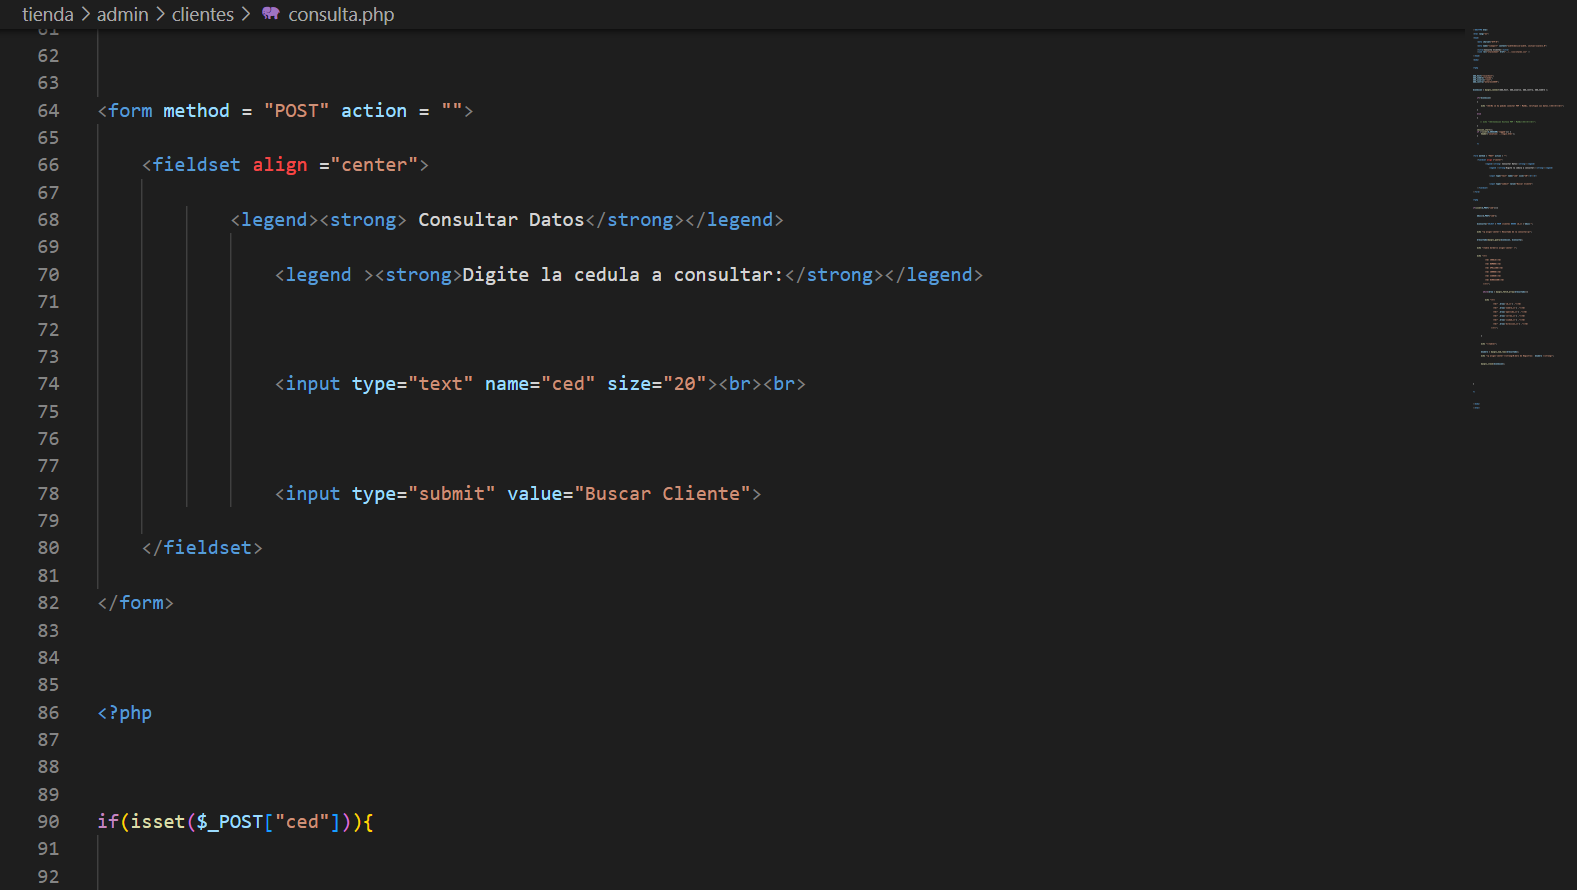 tienda > admin > clientes > consulta.php
61
62
63
64 <form method = "POST" action = "">
65
66 <fieldset align ="center">
67
68 <legend><strong> Consultar Datos</strong></legend>
69
70 <legend ><strong>Digite la cedula a consultar:</strong></legend>
71
72
73
74 <input type="text" name="ced" size="20"><br><br>
75
76
77
78 <input type="submit" value="Buscar Cliente">
79
80 </fieldset>
81
82 </form>
83
84
85
86 <?php
87
88
89
90 if(isset($_POST["ced"])){
91
92